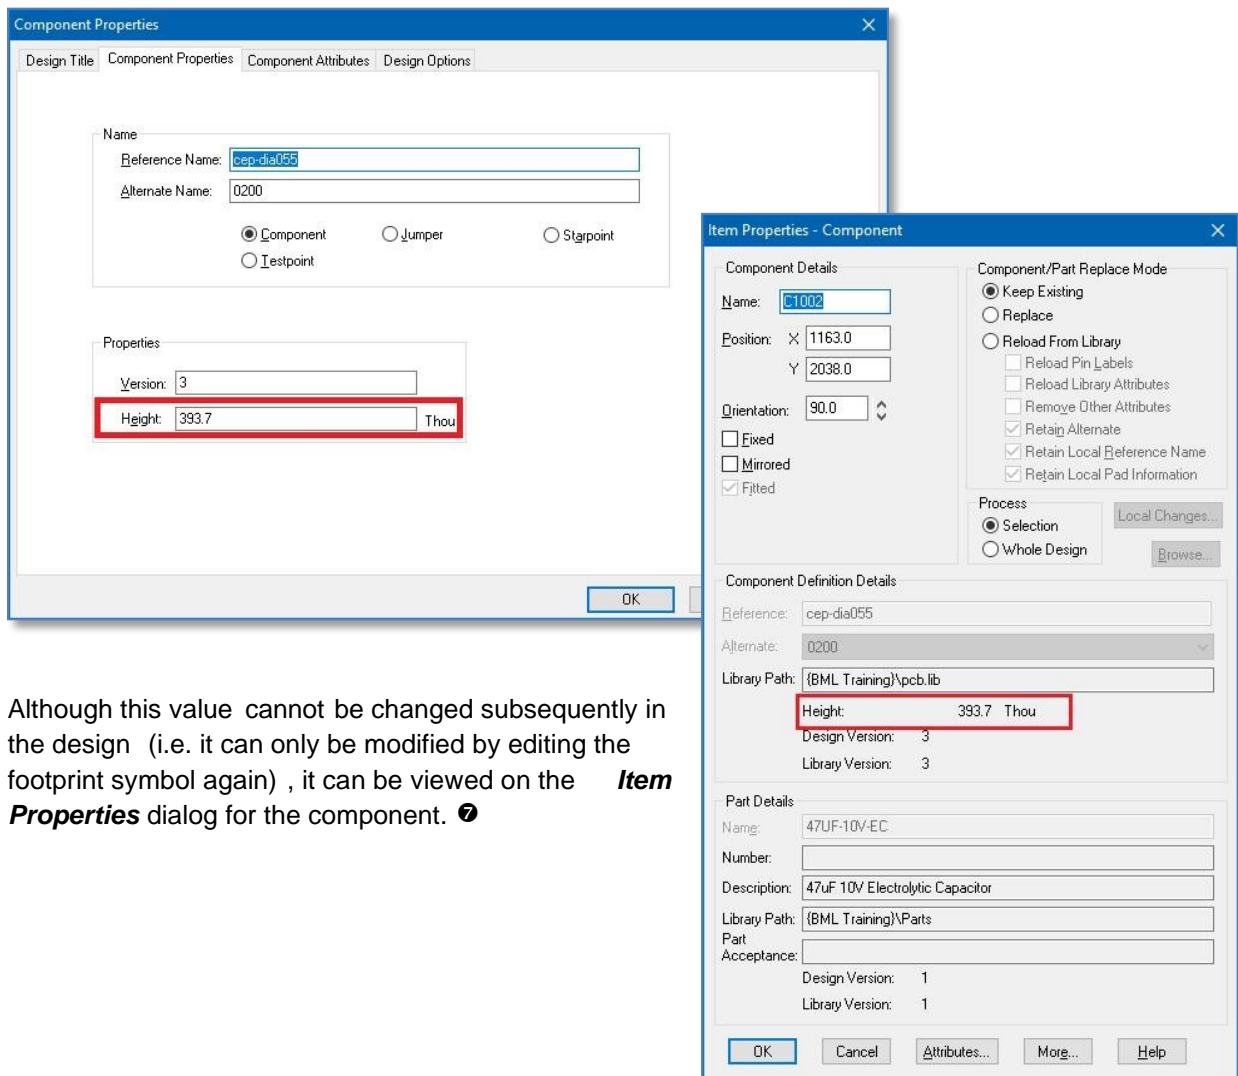 Component Properties
Design Title Component Properties Component Attributes Design Options
Name
Reference Name: cep-dia055
Alternate Name: 0200
Component Jumper Starpoint
Testpoint
Properties
Version: 3
Height: 393.7 Thou
OK
Although this value cannot be changed subsequently in
the design (i.e. it can only be modified by editing the
footprint symbol again) , it can be viewed on the Item
Properties dialog for the component. ❼
Item Properties - Component
Component Details
Name: C1002
Position: X 1163.0
Y 2038.0
Orientation: 90.0
Fixed
Mirrored
Fitted
Component/Part Replace Mode
Keep Existing
Replace
Reload From Library
Reload Pin Labels
Reload Library Attributes
Remove Other Attributes
Retain Alternate
Retain Local Reference Name
Retain Local Pad Information
Process
Selection
Whole Design
Local Changes...
Browse...
Component Definition Details
Reference: cep-dia055
Alternate: 0200
Library Path: {BML Training}\pcb.lib
Height: 393.7 Thou
Design Version: 3
Library Version: 3
Part Details
Name: 47UF-10V-EC
Number:
Description: 47uF 10V Electrolytic Capacitor
Library Path: {BML Training}\Parts
Part
Acceptance:
Design Version: 1
Library Version: 1
OK Cancel Attributes... More... Help